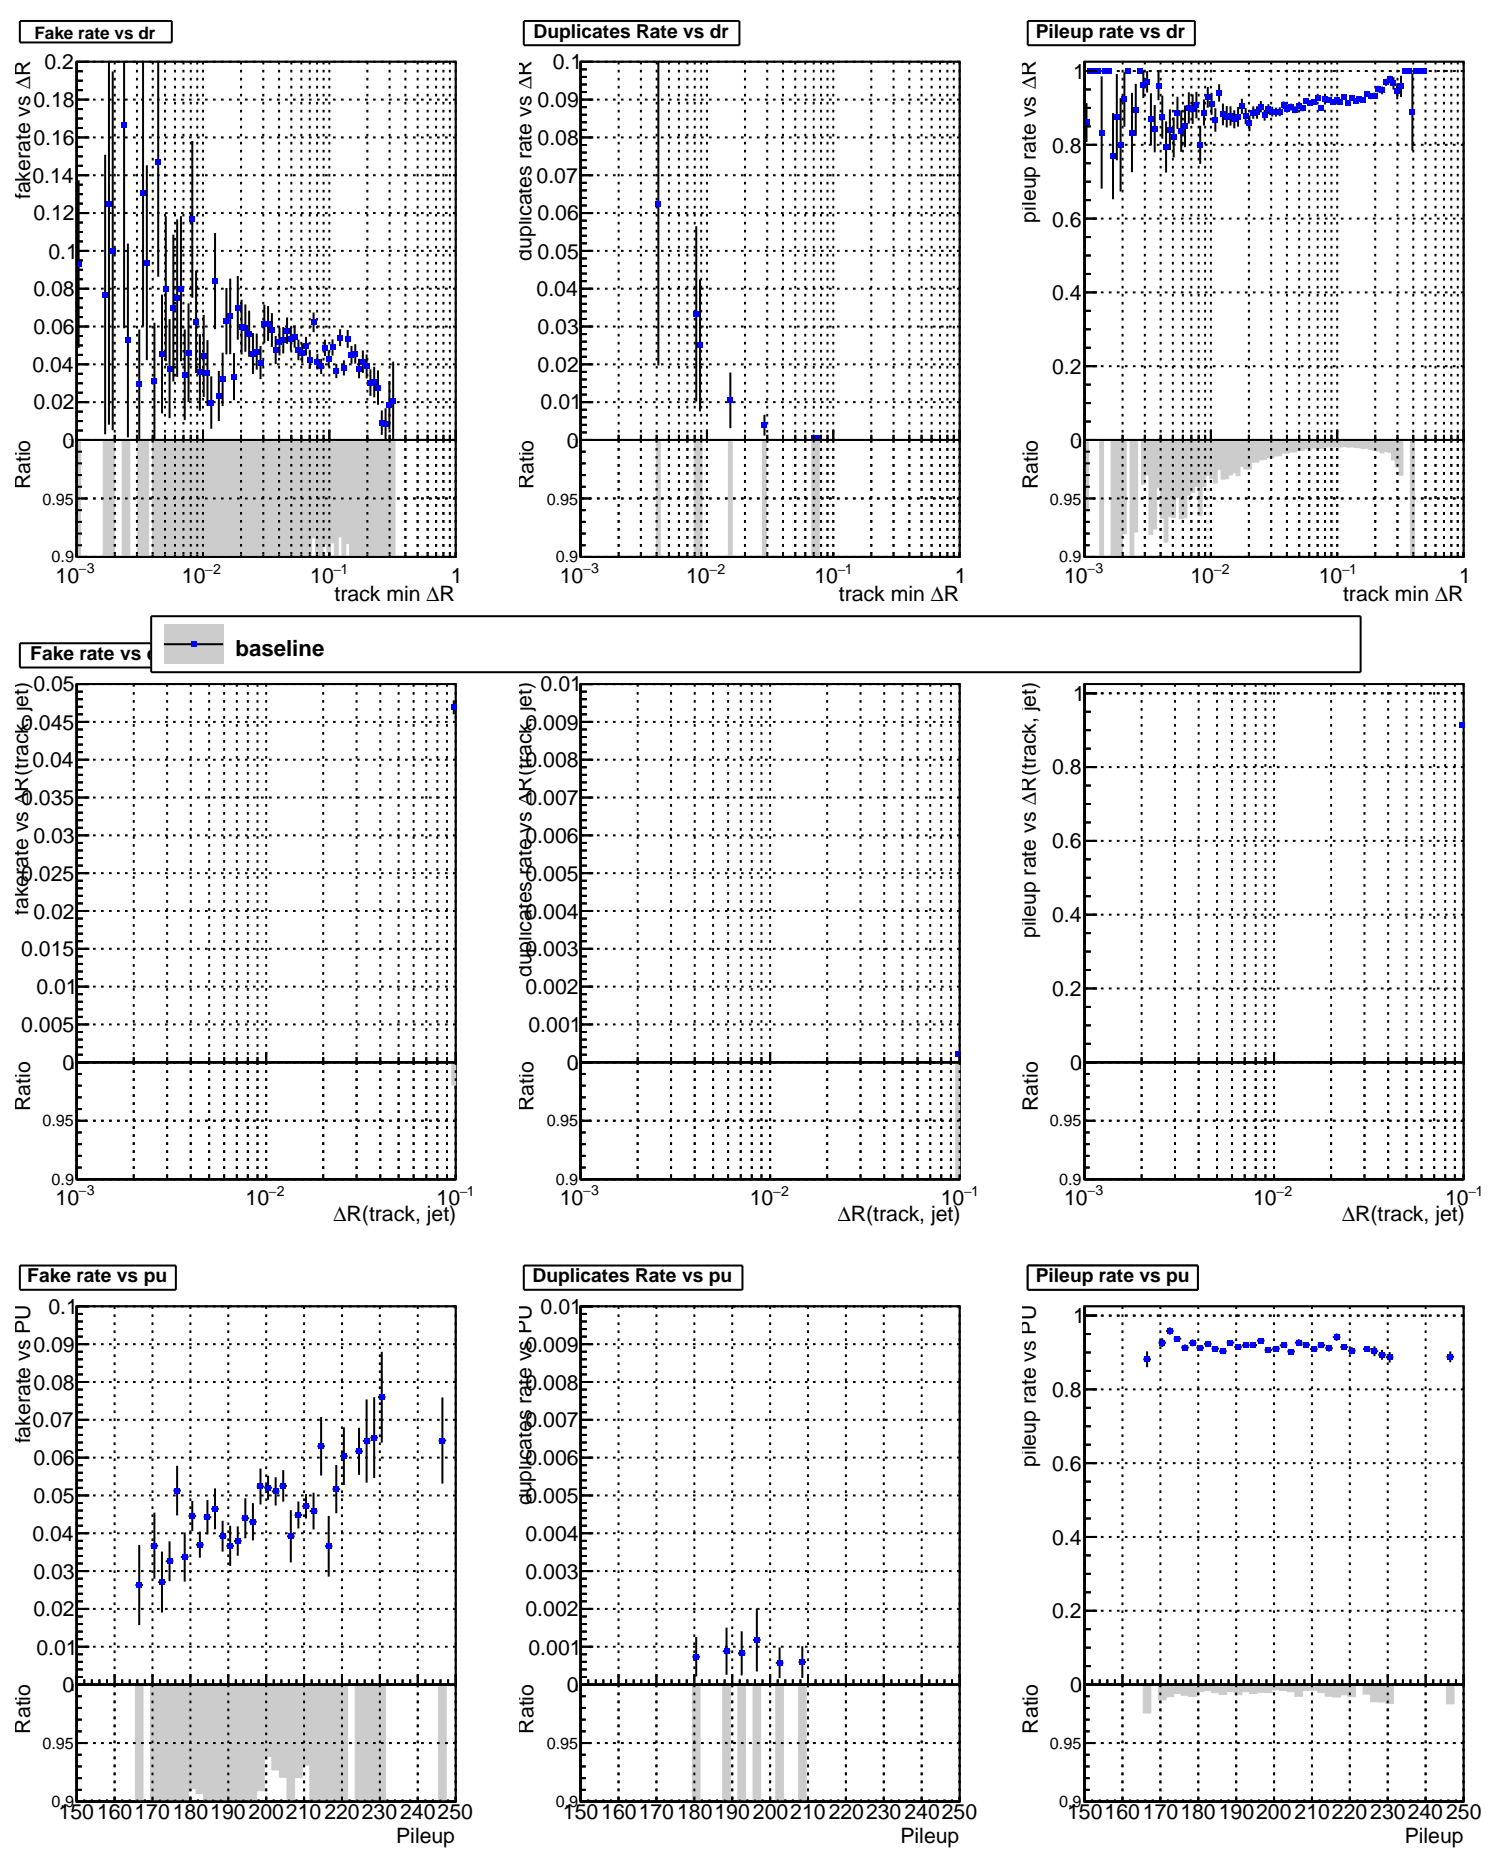 Fake rate vs dr
Duplicates Rate vs dr
Pileup rate vs dr
fakerate vs ΔR
0.2
0.18
0.16
0.14
0.12
0.1
0.08
0.06
0.04
0.02
0
Ratio
0.95
0.9
10⁻³ 10⁻² 10⁻¹ 1
track min ΔR
duplicates rate vs ΔR
0.1
0.09
0.08
0.07
0.06
0.05
0.04
0.03
0.02
0.01
0
Ratio
0.95
0.9
10⁻³ 10⁻² 10⁻¹ 1
track min ΔR
pileup rate vs ΔR
1
0.8
0.6
0.4
0.2
0
Ratio
0.95
0.9
10⁻³ 10⁻² 10⁻¹ 1
track min ΔR
baseline
Fake rate vs
fakerate vs ΔR(track, jet)
0.05
0.045
0.04
0.035
0.03
0.025
0.02
0.015
0.01
0.005
0
Ratio
0.95
0.9
10⁻³ 10⁻² 10⁻¹
ΔR(track, jet)
duplicates rate vs ΔR(track, jet)
0.01
0.009
0.008
0.007
0.006
0.005
0.004
0.003
0.002
0.001
0
Ratio
0.95
0.9
10⁻³ 10⁻² 10⁻¹
ΔR(track, jet)
pileup rate vs ΔR(track, jet)
1
0.8
0.6
0.4
0.2
0
Ratio
0.95
0.9
10⁻³ 10⁻² 10⁻¹
ΔR(track, jet)
Fake rate vs pu
Duplicates Rate vs pu
Pileup rate vs pu
fakerate vs PU
0.1
0.09
0.08
0.07
0.06
0.05
0.04
0.03
0.02
0.01
0
Ratio
0.95
0.9
150 160 170 180 190 200 210 220 230 240 250
Pileup
duplicates rate vs PU
0.01
0.009
0.008
0.007
0.006
0.005
0.004
0.003
0.002
0.001
0
Ratio
0.95
0.9
150 160 170 180 190 200 210 220 230 240 250
Pileup
pileup rate vs PU
1
0.8
0.6
0.4
0.2
0
Ratio
0.95
0.9
150 160 170 180 190 200 210 220 230 240 250
Pileup